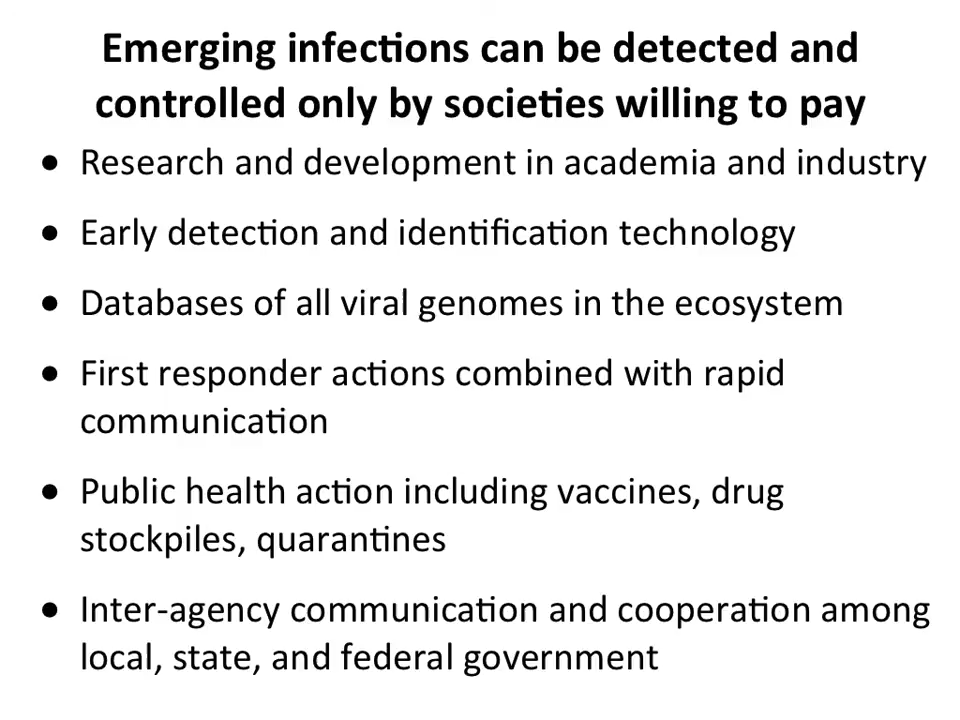 Emerging infections can be detected and
controlled only by societies willing to pay
• Research and development in academia and industry
• Early detection and identification technology
• Databases of all viral genomes in the ecosystem
• First responder actions combined with rapid
communication
• Public health action including vaccines, drug
stockpiles, quarantines
• Inter-agency communication and cooperation among
local, state, and federal government